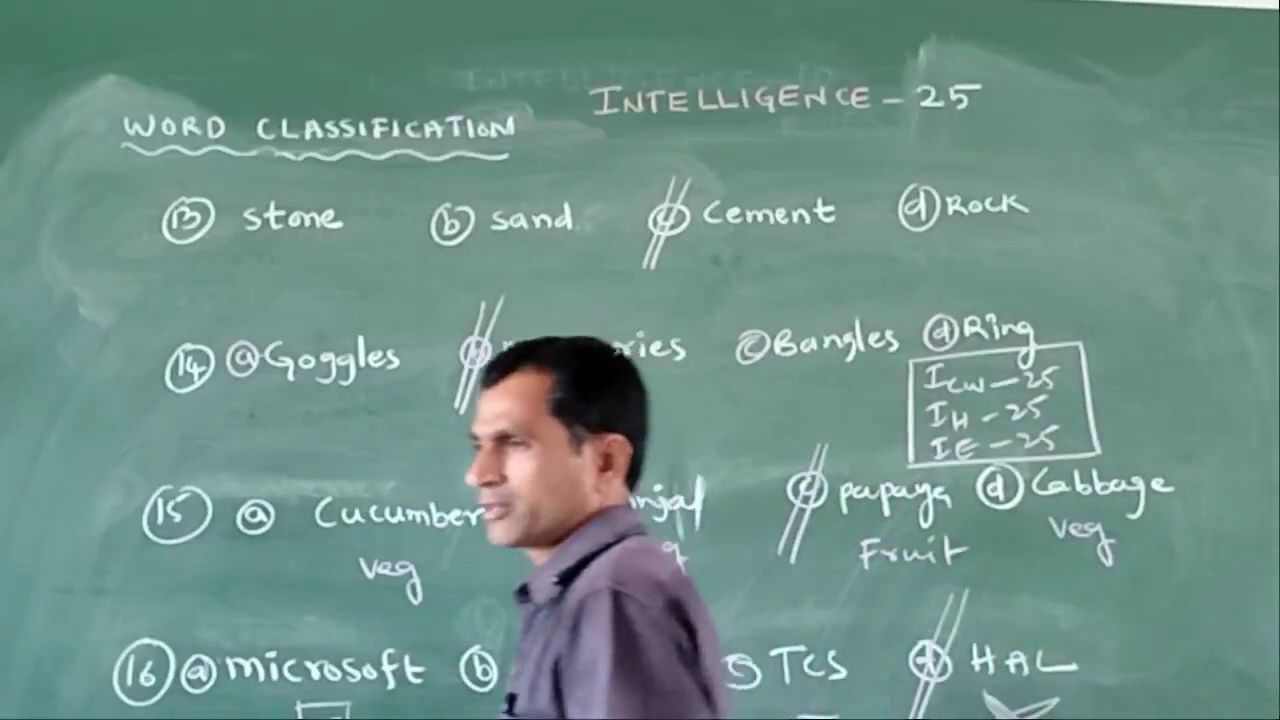 INTELLIGENCE - 25
WORD CLASSIFICATION
13 stone b sand c Cement d Rock
14 a Goggles b ries c Bangles d Ring
ICW - 25
IH - 25
IE - 25
15 a Cucumber njal c papaya d Cabbage
veg Fruit veg
16 a microsoft b c TCS d HAL